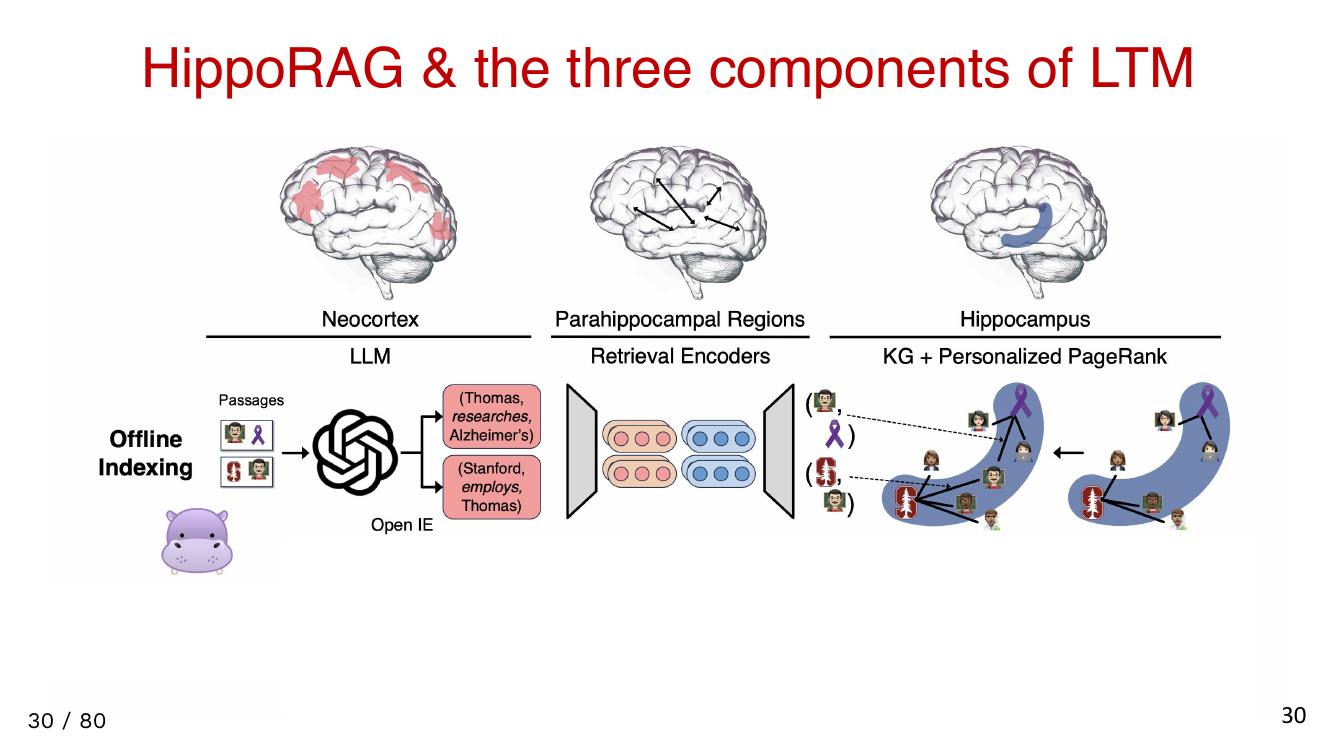 HippoRAG & the three components of LTM
Neocortex
Parahippocampal Regions
Hippocampus
LLM
Retrieval Encoders
KG + Personalized PageRank
Offline
Indexing
Passages
(Thomas,
researches,
Alzheimer's)
(Stanford,
employs,
Thomas)
Open IE
(
,
)
(
,
)
30 / 80
30